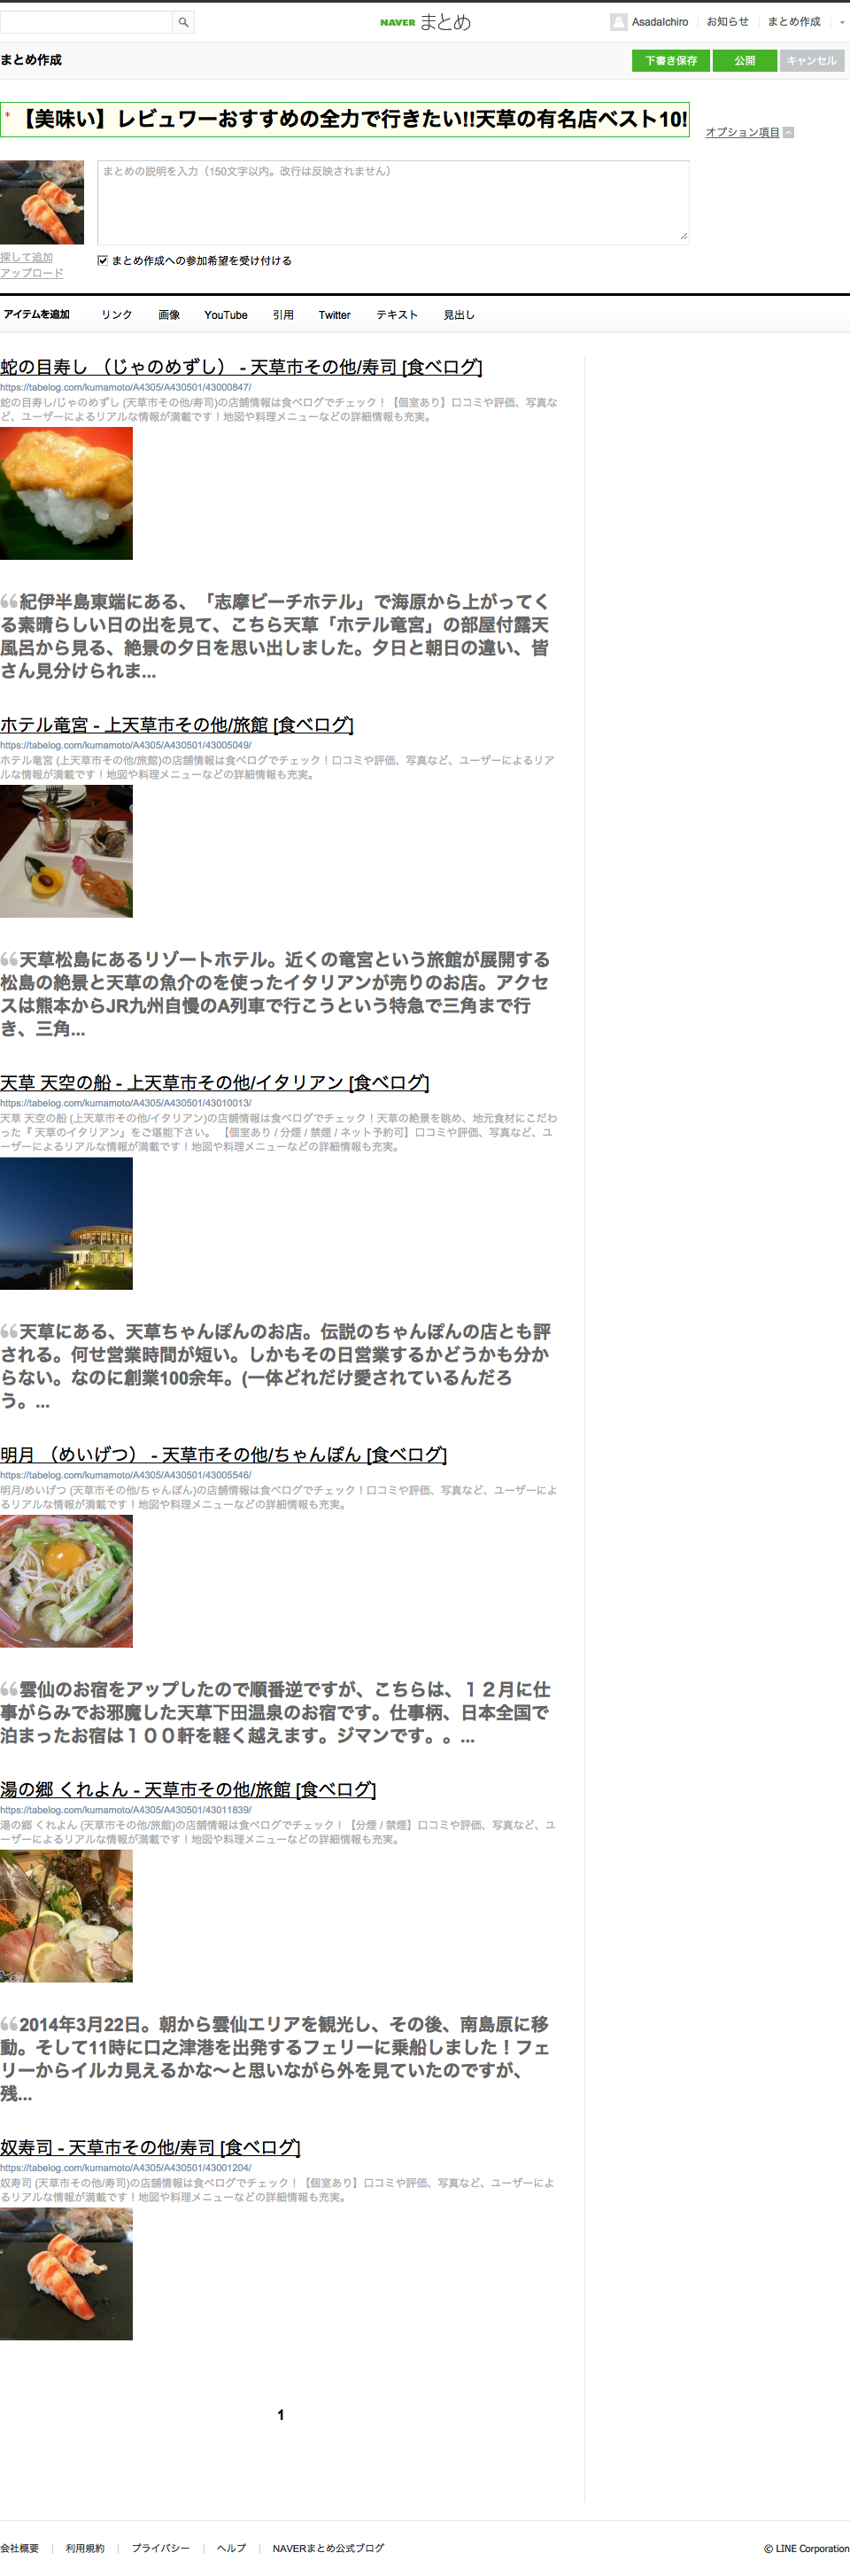 NAVER まとめ
AsadaIchiro お知らせ まとめ作成
まとめ作成
下書き保存 公開 キャンセル
* 【美味い】レビュワーおすすめの全力で行きたい!!天草の有名店ベスト10!
オプション項目
まとめの説明を入力（150文字以内。改行は反映されません）
探して追加
アップロード
まとめ作成への参加希望を受け付ける
アイテムを追加 リンク 画像 YouTube 引用 Twitter テキスト 見出し
蛇の目寿し （じゃのめずし） - 天草市その他/寿司 [食べログ]
https://tabelog.com/kumamoto/A4305/A430501/43000847/
蛇の目寿し/じゃのめずし (天草市その他/寿司)の店舗情報は食べログでチェック！【個室あり】口コミや評価、写真な
ど、ユーザーによるリアルな情報が満載です！地図や料理メニューなどの詳細情報も充実。
“紀伊半島東端にある、「志摩ビーチホテル」で海原から上がってく
る素晴らしい日の出を見て、こちら天草「ホテル竜宮」の部屋付露天
風呂から見る、絶景の夕日を思い出しました。夕日と朝日の違い、皆
さん見分けられま...
ホテル竜宮 - 上天草市その他/旅館 [食べログ]
https://tabelog.com/kumamoto/A4305/A430501/43005049/
ホテル竜宮 (上天草市その他/旅館)の店舗情報は食べログでチェック！口コミや評価、写真など、ユーザーによるリア
ルな情報が満載です！地図や料理メニューなどの詳細情報も充実。
“天草松島にあるリゾートホテル。近くの竜宮という旅館が展開する
松島の絶景と天草の魚介のを使ったイタリアンが売りのお店。アクセ
スは熊本からJR九州自慢のA列車で行こうという特急で三角まで行
き、三角...
天草 天空の船 - 上天草市その他/イタリアン [食べログ]
https://tabelog.com/kumamoto/A4305/A430501/43010013/
天草 天空の船 (上天草市その他/イタリアン)の店舗情報は食べログでチェック！天草の絶景を眺め、地元食材にこだわ
った『 天草のイタリアン』をご堪能下さい。 【個室あり / 分煙 / 禁煙 / ネット予約可】口コミや評価、写真など、ユ
ーザーによるリアルな情報が満載です！地図や料理メニューなどの詳細情報も充実。
“天草にある、天草ちゃんぽんのお店。伝説のちゃんぽんの店とも評
される。何せ営業時間が短い。しかもその日営業するかどうかも分か
らない。なのに創業100余年。(一体どれだけ愛されているんだろ
う。...
明月 （めいげつ） - 天草市その他/ちゃんぽん [食べログ]
https://tabelog.com/kumamoto/A4305/A430501/43005546/
明月/めいげつ (天草市その他/ちゃんぽん)の店舗情報は食べログでチェック！口コミや評価、写真など、ユーザーによ
るリアルな情報が満載です！地図や料理メニューなどの詳細情報も充実。
“雲仙のお宿をアップしたので順番逆ですが、こちらは、１２月に仕
事がらみでお邪魔した天草下田温泉のお宿です。仕事柄、日本全国で
泊まったお宿は１００軒を軽く越えます。ジマンです。。...
湯の郷 くれよん - 天草市その他/旅館 [食べログ]
https://tabelog.com/kumamoto/A4305/A430501/43011839/
湯の郷 くれよん (天草市その他/旅館)の店舗情報は食べログでチェック！【分煙 / 禁煙】口コミや評価、写真など、ユ
ーザーによるリアルな情報が満載です！地図や料理メニューなどの詳細情報も充実。
“2014年3月22日。朝から雲仙エリアを観光し、その後、南島原に移
動。そして11時に口之津港を出発するフェリーに乗船しました！フェ
リーからイルカ見えるかな〜と思いながら外を見ていたのですが、
残...
奴寿司 - 天草市その他/寿司 [食べログ]
https://tabelog.com/kumamoto/A4305/A430501/43001204/
奴寿司 (天草市その他/寿司)の店舗情報は食べログでチェック！【個室あり】口コミや評価、写真など、ユーザーによ
るリアルな情報が満載です！地図や料理メニューなどの詳細情報も充実。
1
会社概要 利用規約 プライバシー ヘルプ NAVERまとめ公式ブログ © LINE Corporation